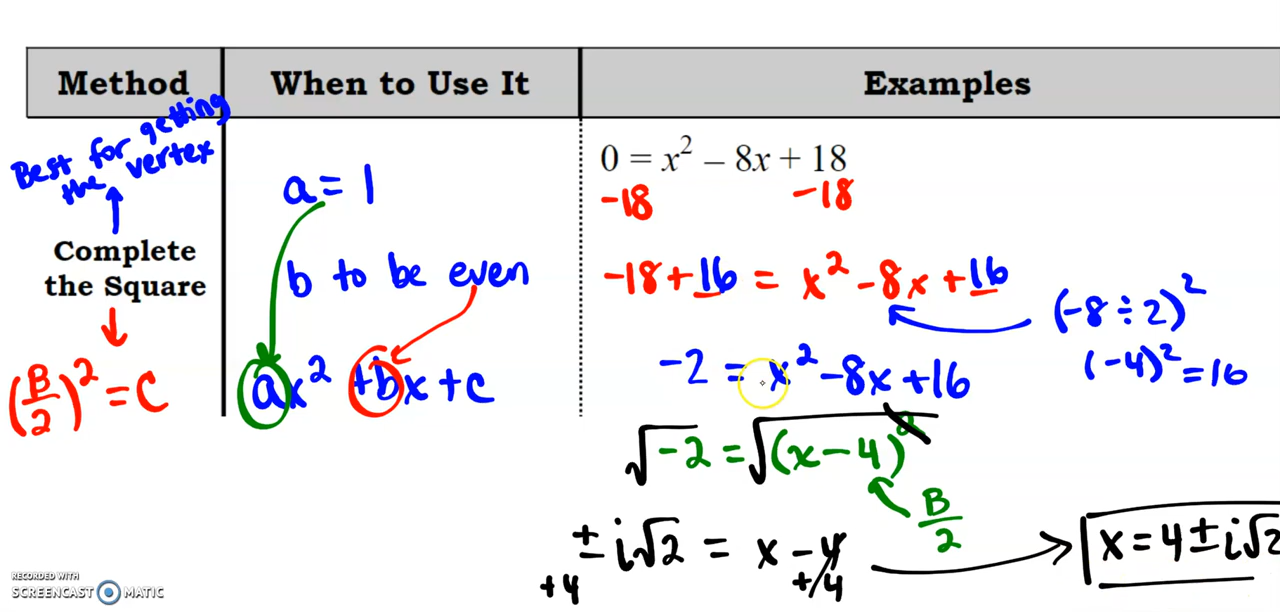 Method
When to Use It
Examples
Best for getting
the vertex
Complete
the Square
(B/2)² = C
a = 1
b to be even
ax² + bx + c
0 = x² – 8x + 18
-18 -18
-18 + 16 = x² - 8x + 16
(-8 ÷ 2)²
(-4)² = 16
-2 = x² - 8x + 16
√-2 = √(x - 4)²
B/2
± i√2 = x - 4
+4 +4
x = 4 ± i√2
RECORDED WITH
SCREENCAST MATIC